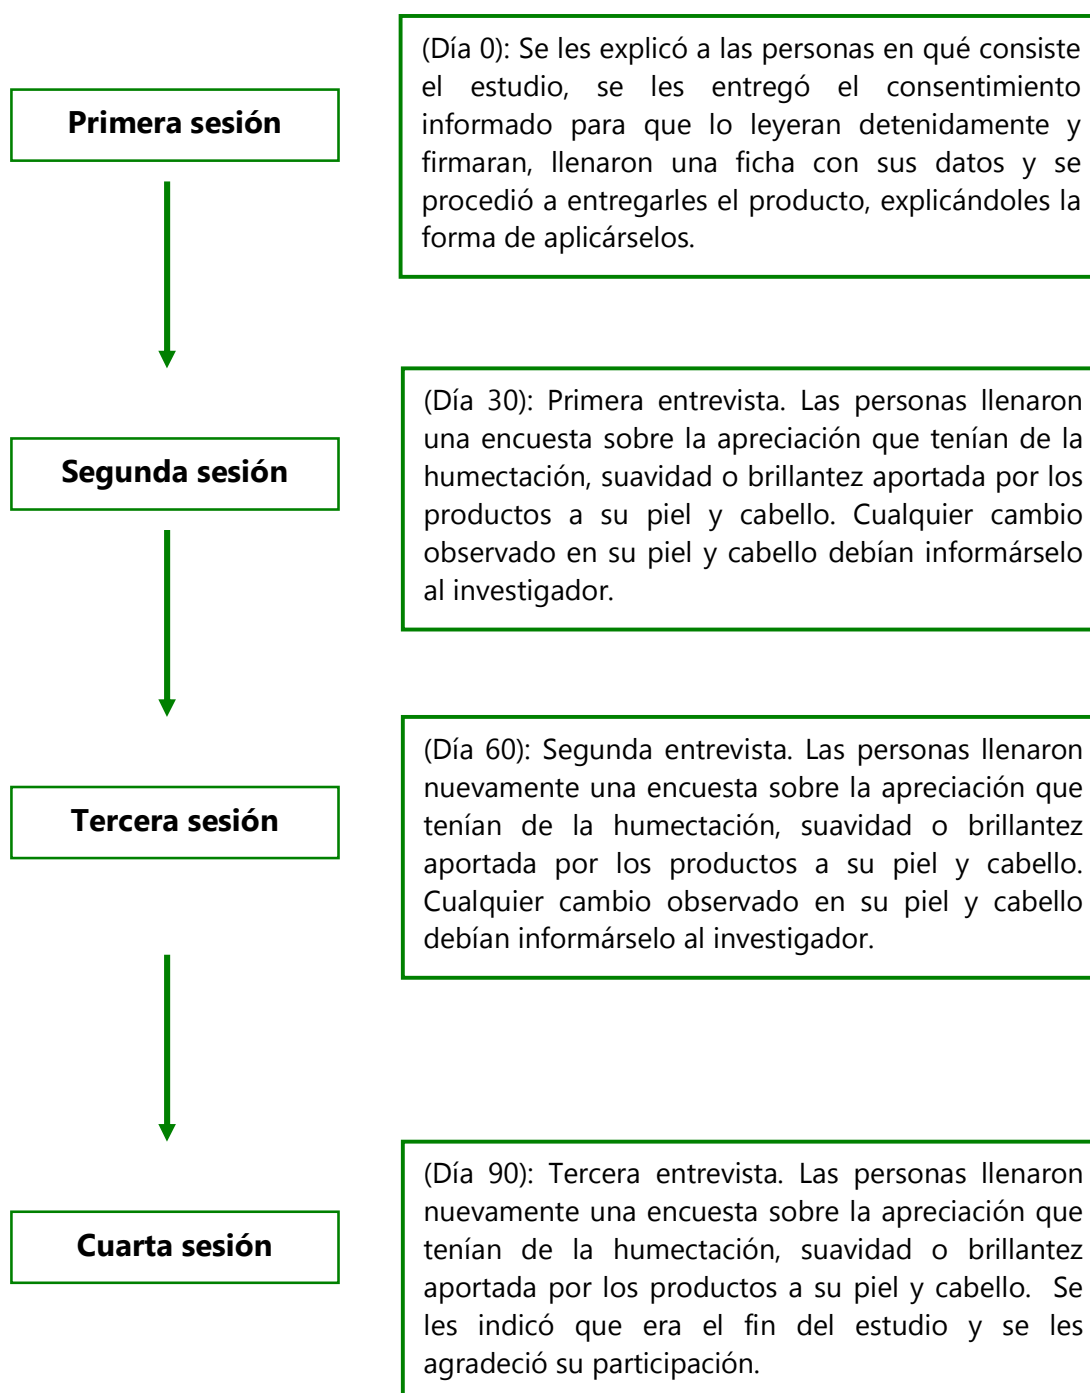 Primera sesión
(Día 0): Se les explicó a las personas en qué consiste
el estudio, se les entregó el consentimiento
informado para que lo leyeran detenidamente y
firmaran, llenaron una ficha con sus datos y se
procedió a entregarles el producto, explicándoles la
forma de aplicárselos.
Segunda sesión
(Día 30): Primera entrevista. Las personas llenaron
una encuesta sobre la apreciación que tenían de la
humectación, suavidad o brillantez aportada por los
productos a su piel y cabello. Cualquier cambio
observado en su piel y cabello debían informárselo
al investigador.
Tercera sesión
(Día 60): Segunda entrevista. Las personas llenaron
nuevamente una encuesta sobre la apreciación que
tenían de la humectación, suavidad o brillantez
aportada por los productos a su piel y cabello.
Cualquier cambio observado en su piel y cabello
debían informárselo al investigador.
Cuarta sesión
(Día 90): Tercera entrevista. Las personas llenaron
nuevamente una encuesta sobre la apreciación que
tenían de la humectación, suavidad o brillantez
aportada por los productos a su piel y cabello.  Se
les indicó que era el fin del estudio y se les
agradeció su participación.